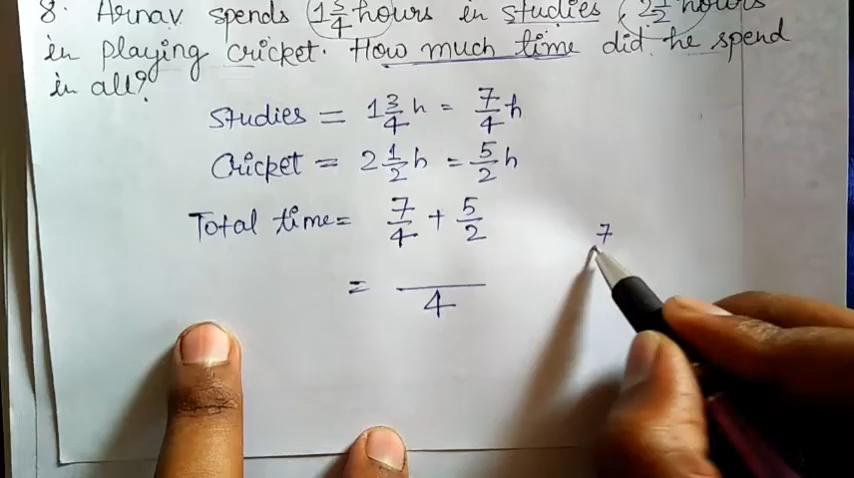 8. Arnav spends (1 3/4 hours in studies, 2 1/2 hours
in playing cricket. How much time did he spend
in all?
Studies = 1 3/4 h = 7/4 h
Cricket = 2 1/2 h = 5/2 h
Total time = 7/4 + 5/2
7
= /4